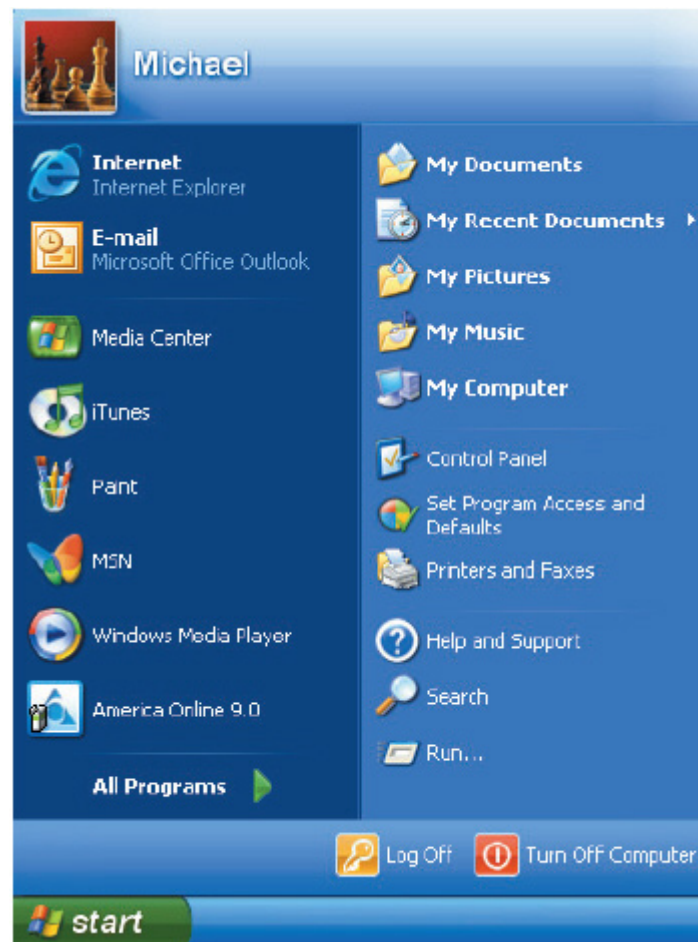 Michael
Internet
Internet Explorer
E-mail
Microsoft Office Outlook
Media Center
iTunes
Paint
MSN
Windows Media Player
America Online 9.0
All Programs
My Documents
My Recent Documents
My Pictures
My Music
My Computer
Control Panel
Set Program Access and
Defaults
Printers and Faxes
Help and Support
Search
Run...
Log Off
Turn Off Computer
start